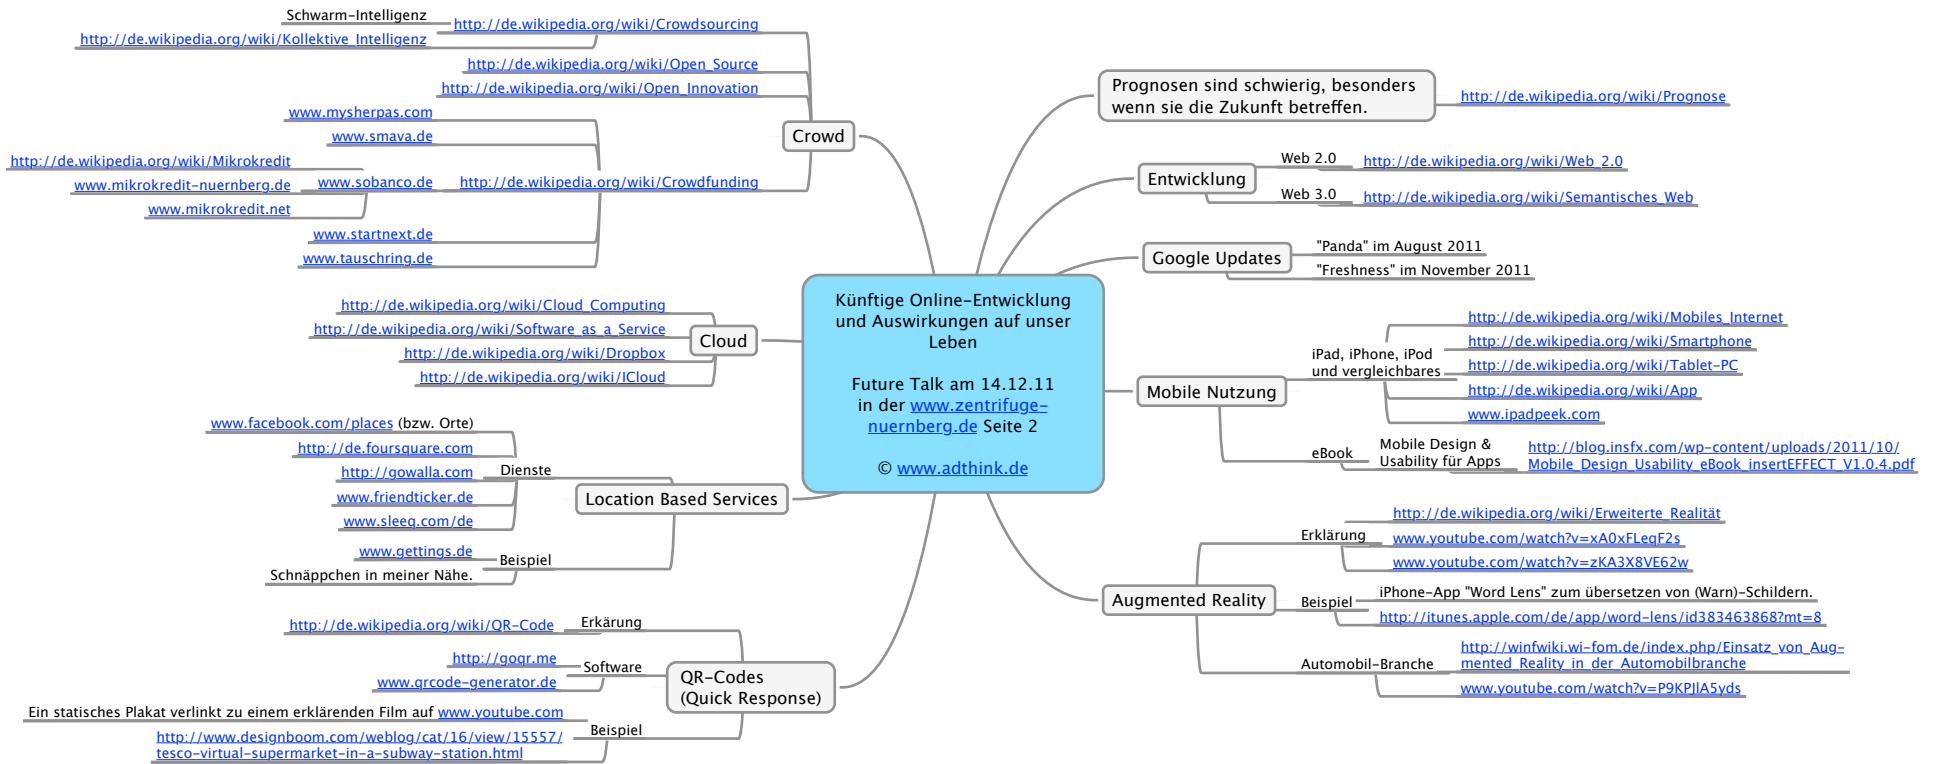 Künftige Online-Entwicklung
und Auswirkungen auf unser
Leben
Future Talk am 14.12.11
in der www.zentrifuge-
nuernberg.de Seite 2
© www.adthink.de
Prognosen sind schwierig, besonders
wenn sie die Zukunft betreffen.
http://de.wikipedia.org/wiki/Prognose
Entwicklung
Web 2.0
http://de.wikipedia.org/wiki/Web_2.0
Web 3.0
http://de.wikipedia.org/wiki/Semantisches_Web
Google Updates
"Panda" im August 2011
"Freshness" im November 2011
Mobile Nutzung
iPad, iPhone, iPod
und vergleichbares
http://de.wikipedia.org/wiki/Mobiles_Internet
http://de.wikipedia.org/wiki/Smartphone
http://de.wikipedia.org/wiki/Tablet-PC
http://de.wikipedia.org/wiki/App
www.ipadpeek.com
eBook
Mobile Design &
Usability für Apps
http://blog.insfx.com/wp-content/uploads/2011/10/
Mobile_Design_Usability_eBook_insertEFFECT_V1.0.4.pdf
Augmented Reality
Erklärung
http://de.wikipedia.org/wiki/Erweiterte_Realität
www.youtube.com/watch?v=xA0xFLeqF2s
www.youtube.com/watch?v=zKA3X8VE62w
Beispiel
iPhone-App "Word Lens" zum übersetzen von (Warn)-Schildern.
http://itunes.apple.com/de/app/word-lens/id383463868?mt=8
Automobil-Branche
http://winfwiki.wi-fom.de/index.php/Einsatz_von_Aug-
mented_Reality_in_der_Automobilbranche
www.youtube.com/watch?v=P9KPJlA5yds
Crowd
http://de.wikipedia.org/wiki/Crowdsourcing
Schwarm-Intelligenz
http://de.wikipedia.org/wiki/Kollektive_Intelligenz
http://de.wikipedia.org/wiki/Open_Source
http://de.wikipedia.org/wiki/Open_Innovation
http://de.wikipedia.org/wiki/Crowdfunding
www.mysherpas.com
www.smava.de
www.sobanco.de
http://de.wikipedia.org/wiki/Mikrokredit
www.mikrokredit-nuernberg.de
www.mikrokredit.net
www.startnext.de
www.tauschring.de
Cloud
http://de.wikipedia.org/wiki/Cloud_Computing
http://de.wikipedia.org/wiki/Software_as_a_Service
http://de.wikipedia.org/wiki/Dropbox
http://de.wikipedia.org/wiki/ICloud
Location Based Services
Dienste
www.facebook.com/places (bzw. Orte)
http://de.foursquare.com
http://gowalla.com
www.friendticker.de
www.sleeq.com/de
Beispiel
www.gettings.de
Schnäppchen in meiner Nähe.
QR-Codes
(Quick Response)
Erkärung
http://de.wikipedia.org/wiki/QR-Code
Software
http://goqr.me
www.qrcode-generator.de
Beispiel
Ein statisches Plakat verlinkt zu einem erklärenden Film auf www.youtube.com
http://www.designboom.com/weblog/cat/16/view/15557/
tesco-virtual-supermarket-in-a-subway-station.html